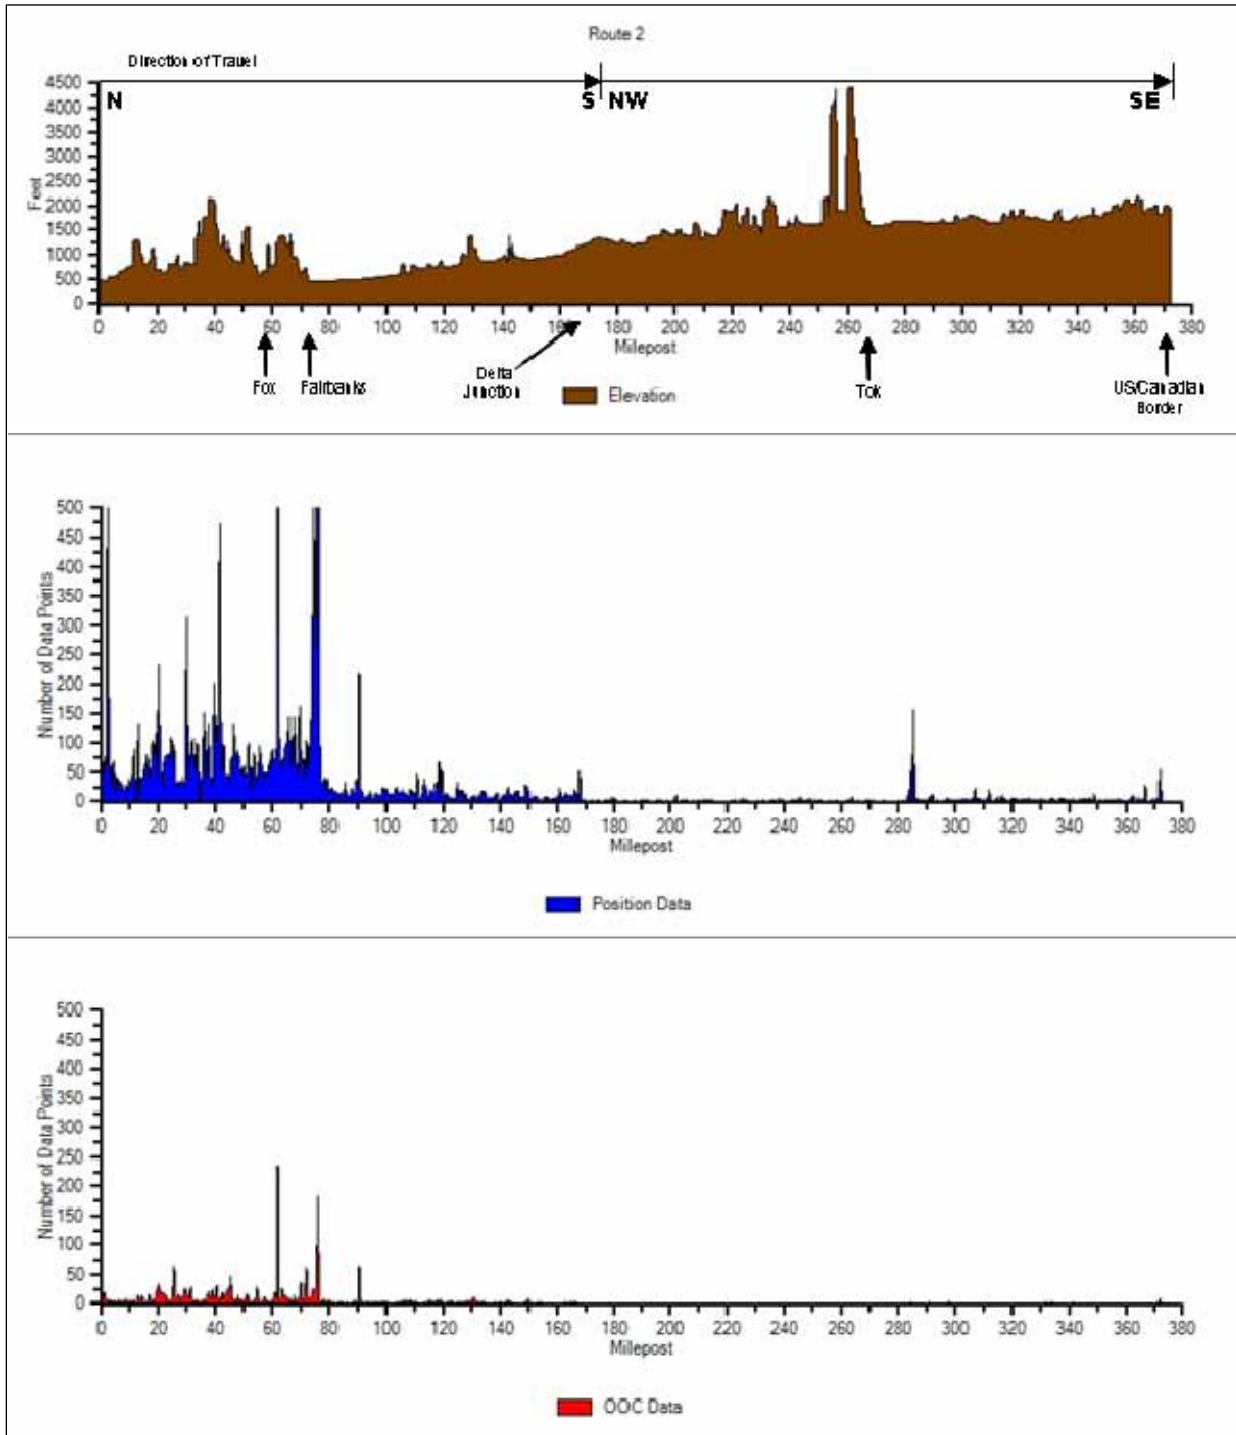 Route 2
Direction of Travel
N
S
NW
SE
4500
4000
3500
3000
2500
2000
1500
1000
500
0
Feet
0 20 40 60 80 100 120 140 160 180 200 220 240 260 280 300 320 340 360 380
Milepost
Fox
Fairbanks
Delta
Junction
Tok
US/Canadian
Border
Elevation
500
450
400
350
300
250
200
150
100
50
0
Number of Data Points
0 20 40 60 80 100 120 140 160 180 200 220 240 260 280 300 320 340 360 380
Milepost
Position Data
500
450
400
350
300
250
200
150
100
50
0
Number of Data Points
0 20 40 60 80 100 120 140 160 180 200 220 240 260 280 300 320 340 360 380
Milepost
OOC Data